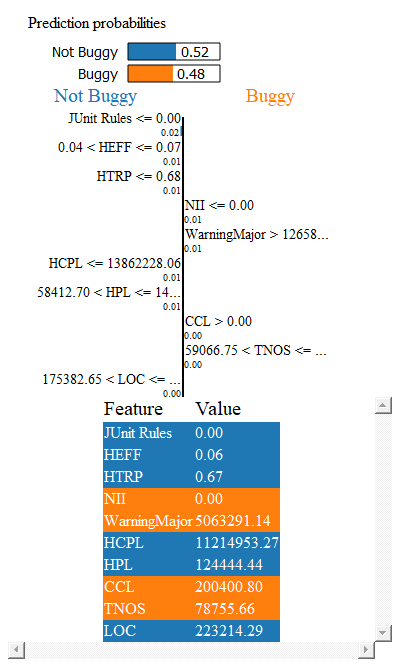 Prediction probabilities
Not Buggy 0.52
Buggy 0.48
Not Buggy Buggy
JUnit Rules <= 0.00
0.02
0.04 < HEFF <= 0.07
0.01
HTRP <= 0.68
0.01
NII <= 0.00
0.01
WarningMajor > 12658...
0.01
HCPL <= 13862228.06
0.01
58412.70 < HPL <= 14...
0.01
CCL > 0.00
0.00
59066.75 < TNOS <= ...
0.00
175382.65 < LOC <= ...
0.00
Feature Value
JUnit Rules 0.00
HEFF 0.06
HTRP 0.67
NII 0.00
WarningMajor 5063291.14
HCPL 11214953.27
HPL 124444.44
CCL 200400.80
TNOS 78755.66
LOC 223214.29